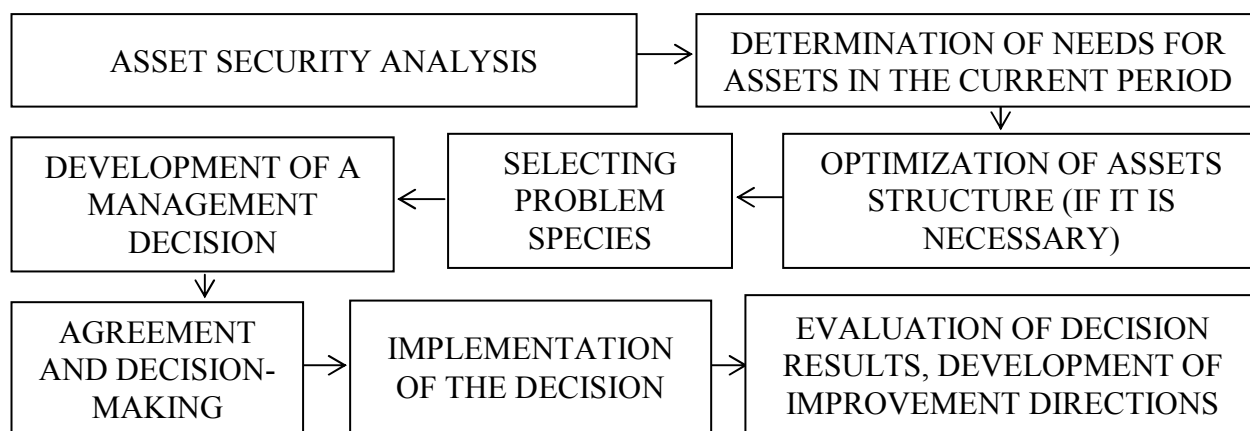 ASSET SECURITY ANALYSIS
DETERMINATION OF NEEDS FOR
ASSETS IN THE CURRENT PERIOD
OPTIMIZATION OF ASSETS
STRUCTURE (IF IT IS
NECESSARY)
SELECTING
PROBLEM
SPECIES
DEVELOPMENT OF A
MANAGEMENT
DECISION
AGREEMENT
AND DECISION-
MAKING
IMPLEMENTATION
OF THE DECISION
EVALUATION OF DECISION
RESULTS, DEVELOPMENT OF
IMPROVEMENT DIRECTIONS